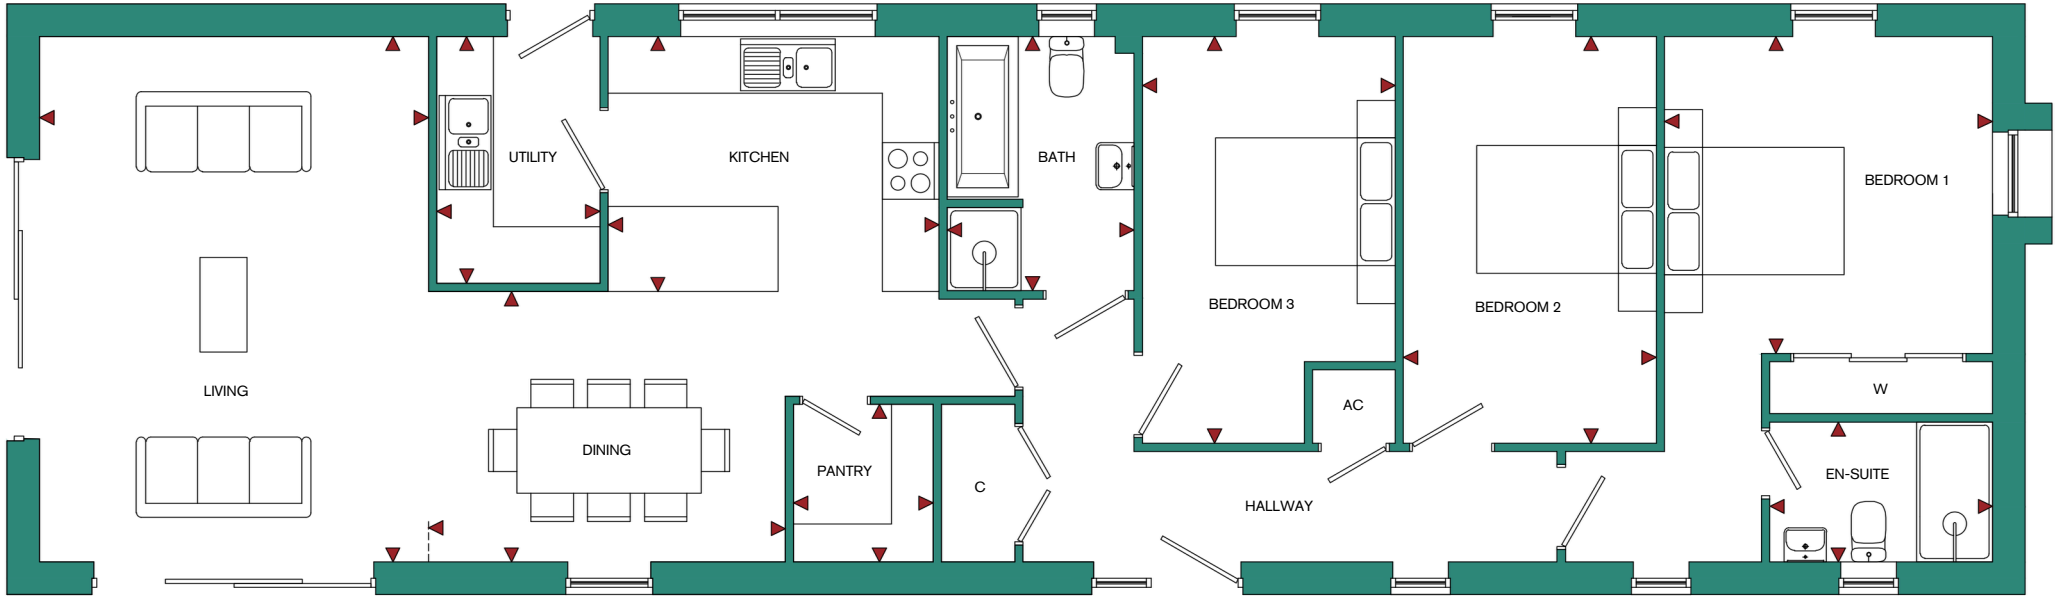 UTILITY
KITCHEN
BATH
BEDROOM 1
BEDROOM 3
BEDROOM 2
LIVING
W
AC
DINING
PANTRY
C
EN-SUITE
HALLWAY